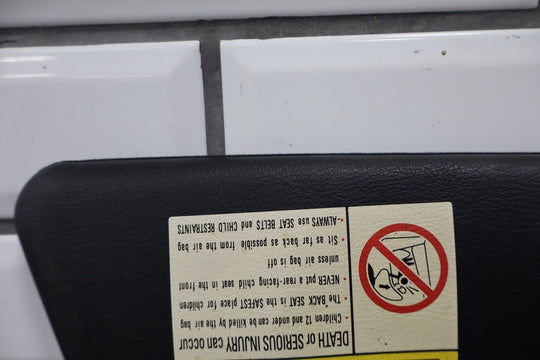 DEATH or SERIOUS INJURY can occur
• Children 12 and under can be killed by the air bag
• The BACK SEAT is the SAFEST place for children
• NEVER put a rear-facing child seat in the front
unless air bag is off
• Sit as far back as possible from the air bag
• ALWAYS use SEAT BELTS and CHILD RESTRAINTS